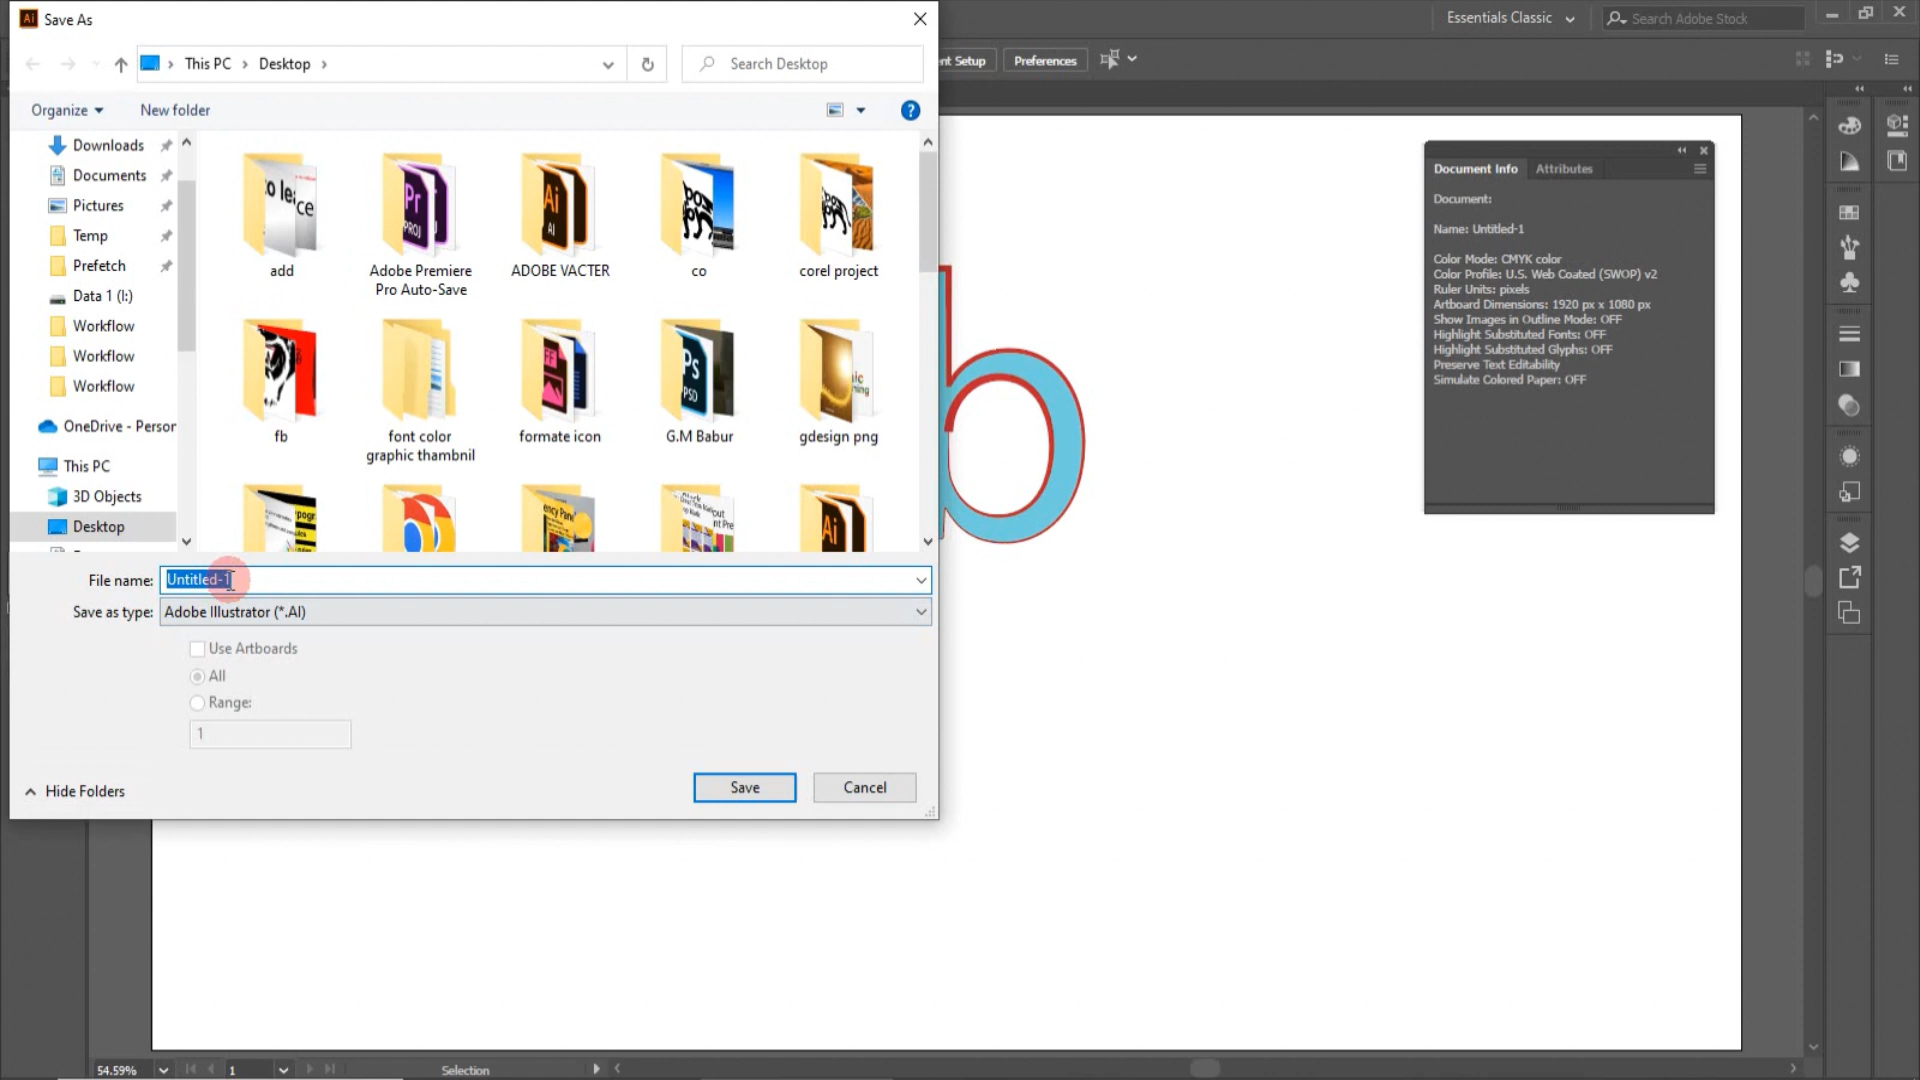 Save As
Essentials Classic
Search Adobe Stock
This PC
Desktop
Search Desktop
nt Setup
Preferences
Organize
New folder
Downloads
Documents
Pictures
Temp
Prefetch
Data 1 (I:)
Workflow
Workflow
Workflow
OneDrive - Person
This PC
3D Objects
Desktop
add
Adobe Premiere
Pro Auto-Save
ADOBE VACTER
co
corel project
fb
font color
graphic thambnil
formate icon
G.M Babur
gdesign png
File name:
Untitled-1
Save as type:
Adobe Illustrator (*.AI)
Use Artboards
All
Range:
1
Hide Folders
Save
Cancel
b
Document Info
Attributes
Document:
Name: Untitled-1
Color Mode: CMYK color
Color Profile: U.S. Web Coated (SWOP) v2
Ruler Units: pixels
Artboard Dimensions: 1920 px x 1080 px
Show Images in Outline Mode: OFF
Highlight Substituted Fonts: OFF
Highlight Substituted Glyphs: OFF
Preserve Text Editability
Simulate Colored Paper: OFF
54.59%
1
Selection